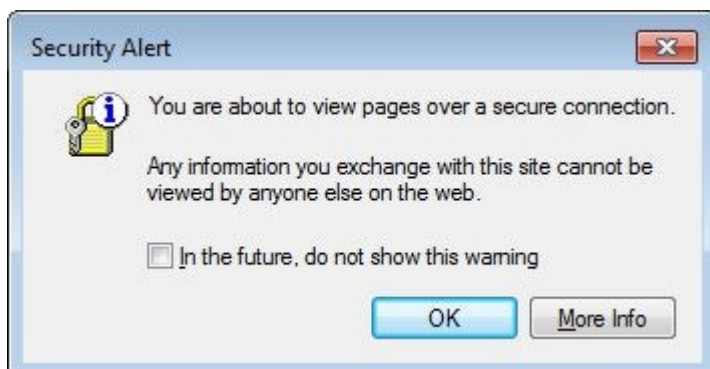 Security Alert
You are about to view pages over a secure connection.
Any information you exchange with this site cannot be
viewed by anyone else on the web.
In the future, do not show this warning
OK More Info